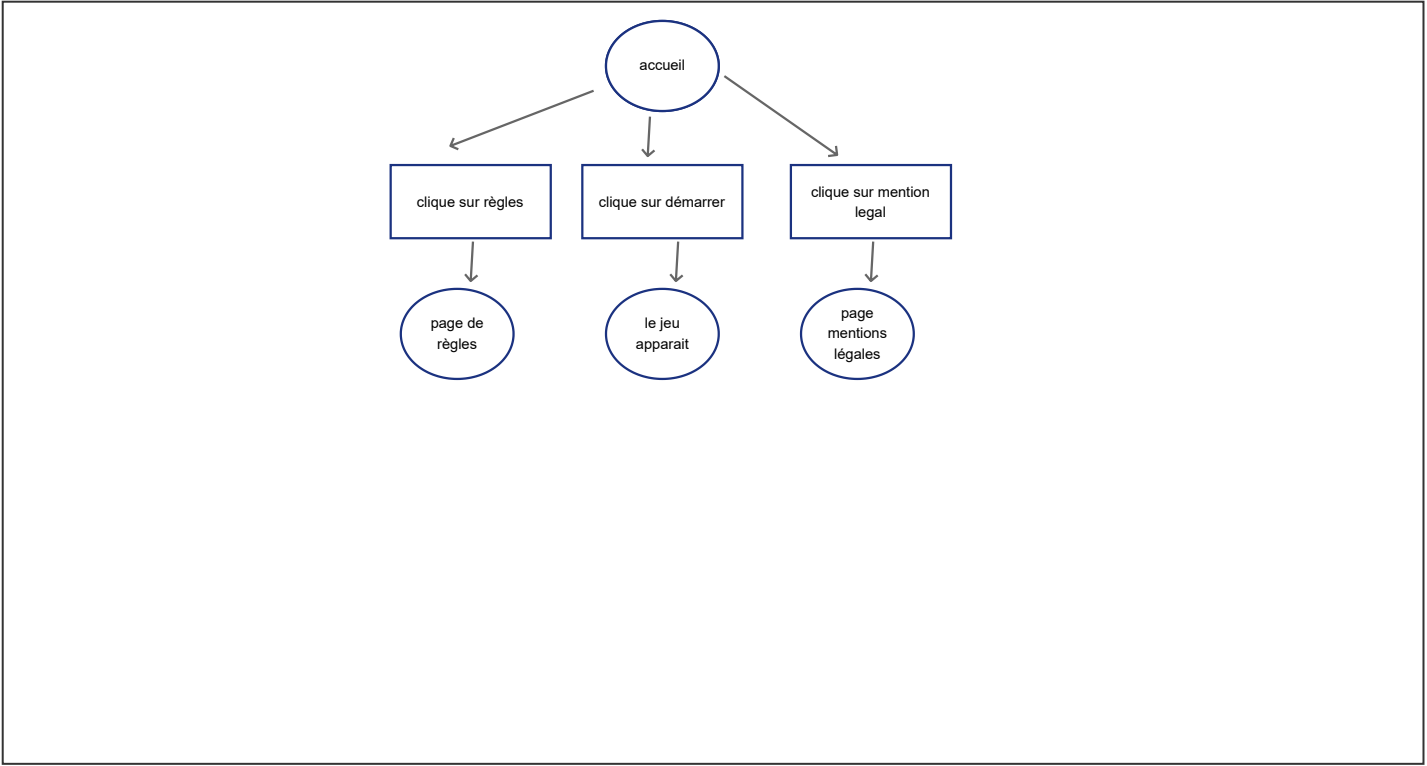 accueil
clique sur règles
clique sur démarrer
clique sur mention
legal
page de
règles
le jeu
apparait
page
mentions
légales